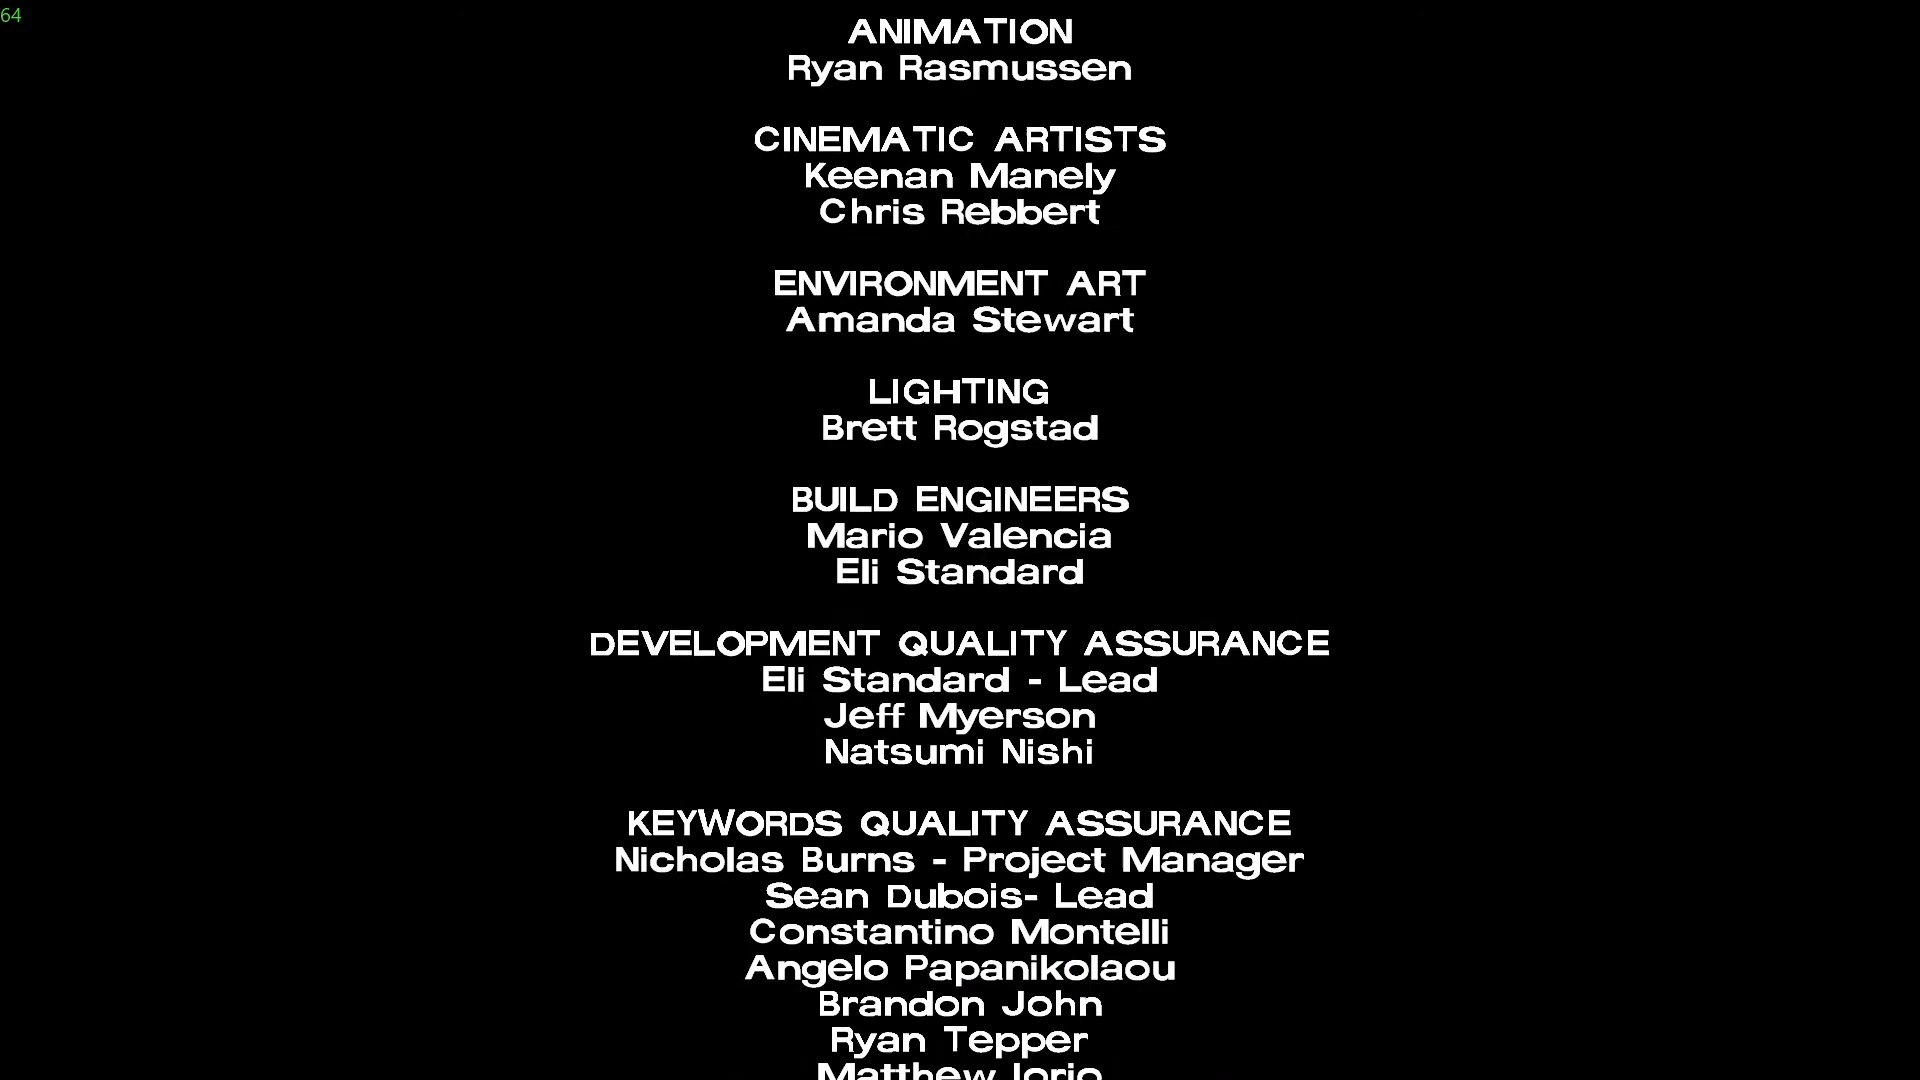 64
ANIMATION
Ryan Rasmussen
CINEMATIC ARTISTS
Keenan Manely
Chris Rebbert
ENVIRONMENT ART
Amanda Stewart
LIGHTING
Brett Rogstad
BUILD ENGINEERS
Mario Valencia
Eli Standard
DEVELOPMENT QUALITY ASSURANCE
Eli Standard - Lead
Jeff Myerson
Natsumi Nishi
KEYWORDS QUALITY ASSURANCE
Nicholas Burns - Project Manager
Sean Dubois- Lead
Constantino Montelli
Angelo Papanikolaou
Brandon John
Ryan Tepper
Matthew Iorio